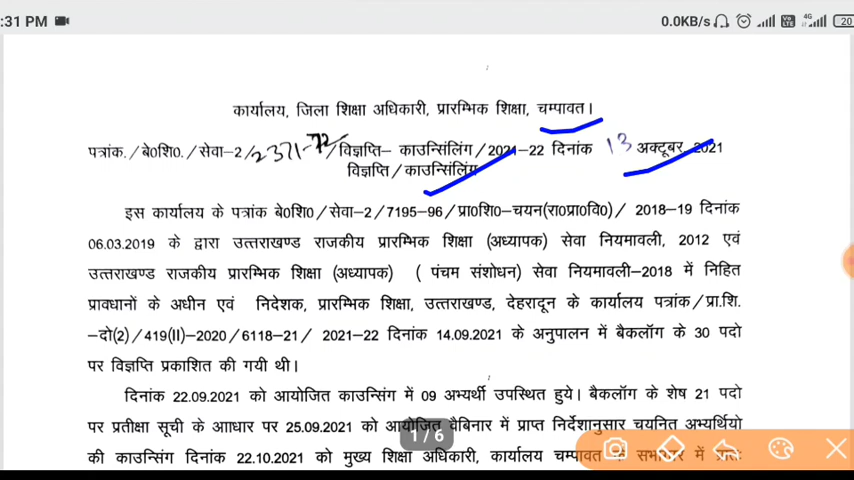 :31 PM
0.0KB/s
4G
20
कार्यालय, जिला शिक्षा अधिकारी, प्रारम्भिक शिक्षा, चम्पावत।
पत्रांक./बे0शि0./सेवा-2/2371-72/विज्ञप्ति- काउन्सिंलिंग/2021-22 दिनांक 13 अक्टूबर, 2021
विज्ञप्ति/काउन्सिंलिंग
इस कार्यालय के पत्रांक बे0शि0/सेवा-2/7195-96/प्रा0शि0-चयन(रा0प्रा0वि0)/ 2018-19 दिनांक
06.03.2019 के द्वारा उत्तराखण्ड राजकीय प्रारम्भिक शिक्षा (अध्यापक) सेवा नियमावली, 2012 एवं
उत्तराखण्ड राजकीय प्रारम्भिक शिक्षा (अध्यापक) ( पंचम संशोधन) सेवा नियमावली-2018 में निहित
प्रावधानों के अधीन एवं निदेशक, प्रारम्भिक शिक्षा, उत्तराखण्ड, देहरादून के कार्यालय पत्रांक/प्रा.शि.
-दो(2)/419(II)-2020/6118-21/ 2021-22 दिनांक 14.09.2021 के अनुपालन में बैकलॉग के 30 पदो
पर विज्ञप्ति प्रकाशित की गयी थी।
दिनांक 22.09.2021 को आयोजित काउन्सिंग में 09 अभ्यर्थी उपस्थित हुये। बैकलॉग के शेष 21 पदो
पर प्रतीक्षा सूची के आाधार पर 25.09.2021 को आयोजित वैबिनार में प्राप्त निर्देशानुसार चयनित अभ्यर्थियो
की काउन्सिंग दिनांक 22.10.2021 को मुख्य शिक्षा अधिकारी, कार्यालय चम्पावत के सभागार में प्रातः
1/6